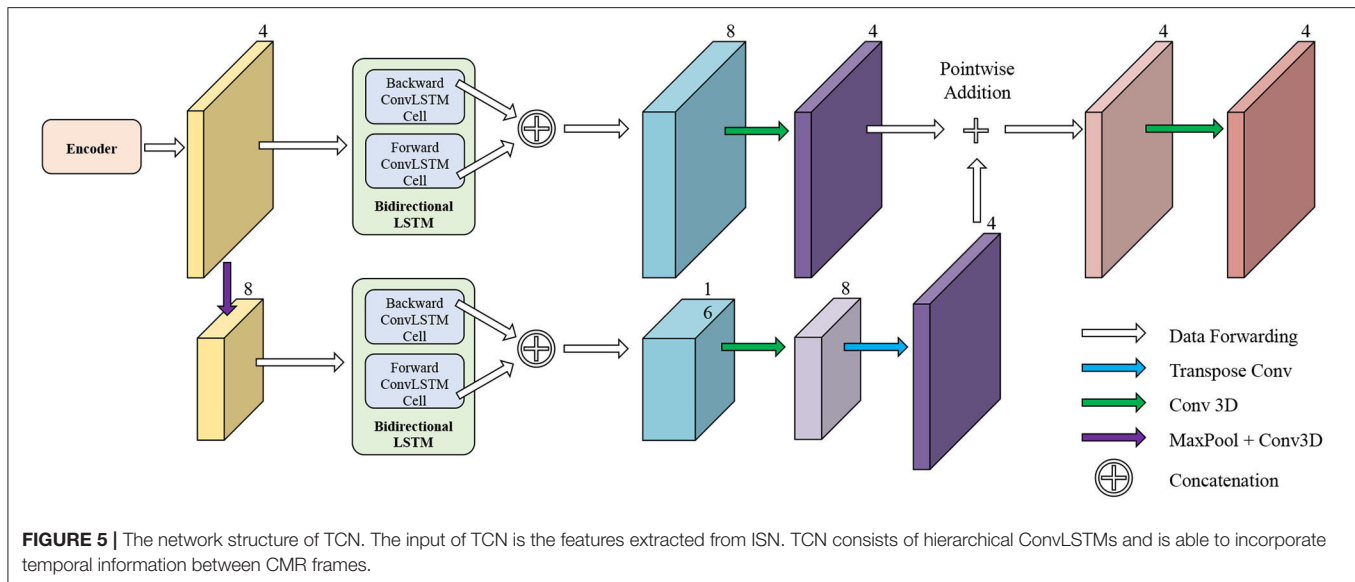 4
8
4
4
4
Pointwise
Addition
Encoder
Backward
ConvLSTM
Cell
Forward
ConvLSTM
Cell
Bidirectional
LSTM
8
Backward
ConvLSTM
Cell
Forward
ConvLSTM
Cell
Bidirectional
LSTM
1
6
8
4
Data Forwarding
Transpose Conv
Conv 3D
MaxPool + Conv3D
Concatenation
FIGURE 5 | The network structure of TCN. The input of TCN is the features extracted from ISN. TCN consists of hierarchical ConvLSTMs and is able to incorporate
temporal information between CMR frames.